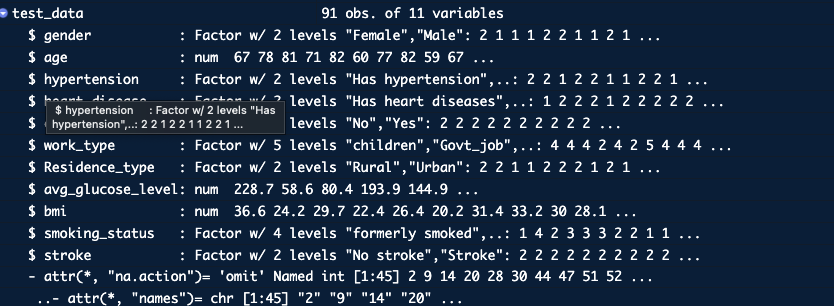 test_data 91 obs. of 11 variables
$ gender : Factor w/ 2 levels "Female","Male": 2 1 1 1 2 2 1 1 2 1 ...
$ age : num 67 78 81 71 82 60 77 82 59 67 ...
$ hypertension : Factor w/ 2 levels "Has hypertension",..: 2 2 1 2 2 1 1 2 2 1 ...
$ heart_disease : Factor w/ 2 levels "Has heart diseases",..: 1 2 2 2 1 2 2 2 2 2 ...
$ hypertension : Factor w/ 2 levels "Has
hypertension",..: 2 2 1 2 2 1 1 2 2 1 ...
$ levels "No","Yes": 2 2 2 2 2 2 2 2 2 2 ...
$ work_type : Factor w/ 5 levels "children","Govt_job",..: 4 4 4 2 4 2 5 4 4 4 ...
$ Residence_type : Factor w/ 2 levels "Rural","Urban": 2 2 1 1 2 2 2 1 2 1 ...
$ avg_glucose_level: num 228.7 58.6 80.4 193.9 144.9 ...
$ bmi : num 36.6 24.2 29.7 22.4 26.4 20.2 31.4 33.2 30 28.1 ...
$ smoking_status : Factor w/ 4 levels "formerly smoked",..: 1 4 2 3 3 3 2 2 1 1 ...
$ stroke : Factor w/ 2 levels "No stroke","Stroke": 2 2 2 2 2 2 2 2 2 2 ...
- attr(*, "na.action")= 'omit' Named int [1:45] 2 9 14 20 28 30 44 47 51 52 ...
..- attr(*, "names")= chr [1:45] "2" "9" "14" "20" ...